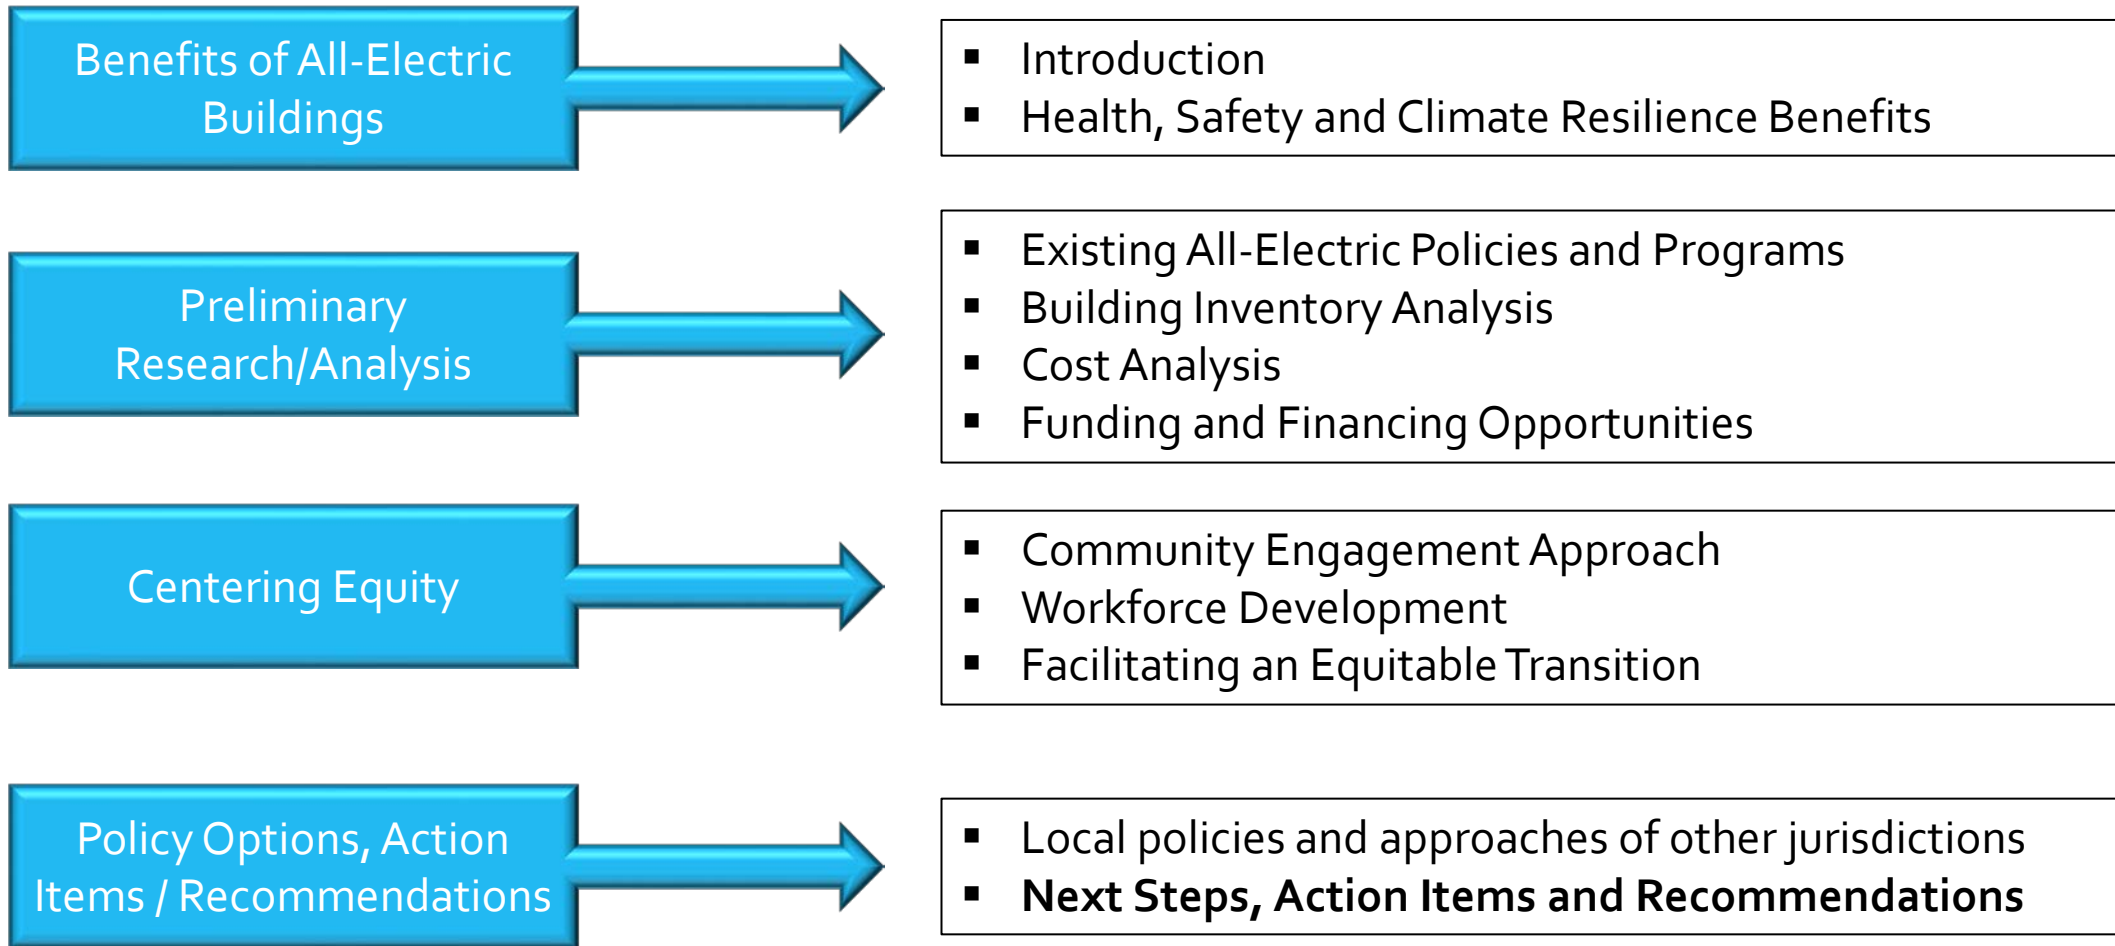 Benefits of All-Electric
Buildings
▪ Introduction
▪ Health, Safety and Climate Resilience Benefits
Preliminary
Research/Analysis
▪ Existing All-Electric Policies and Programs
▪ Building Inventory Analysis
▪ Cost Analysis
▪ Funding and Financing Opportunities
Centering Equity
▪ Community Engagement Approach
▪ Workforce Development
▪ Facilitating an Equitable Transition
Policy Options, Action
Items / Recommendations
▪ Local policies and approaches of other jurisdictions
▪ Next Steps, Action Items and Recommendations